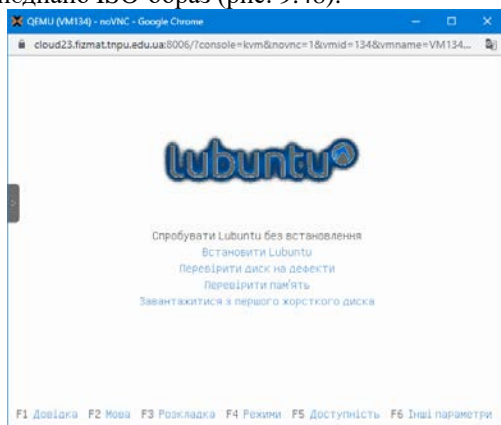 ISO-образ (рис. 9.48).
QEMU (VM134) - noVNC - Google Chrome
cloud23.fizmat.tnpu.edu.ua:8006/?console=kvm&novnc=1&vmid=134&vmname=VM134...
lubuntu
Спробувати Lubuntu без встановлення
Встановити Lubuntu
Перевірити диск на дефекти
Перевірити пам'ять
Завантажитися з першого жорсткого диска
F1 Довідка F2 Мова F3 Розкладка F4 Режими F5 Доступність F6 Інші параметри